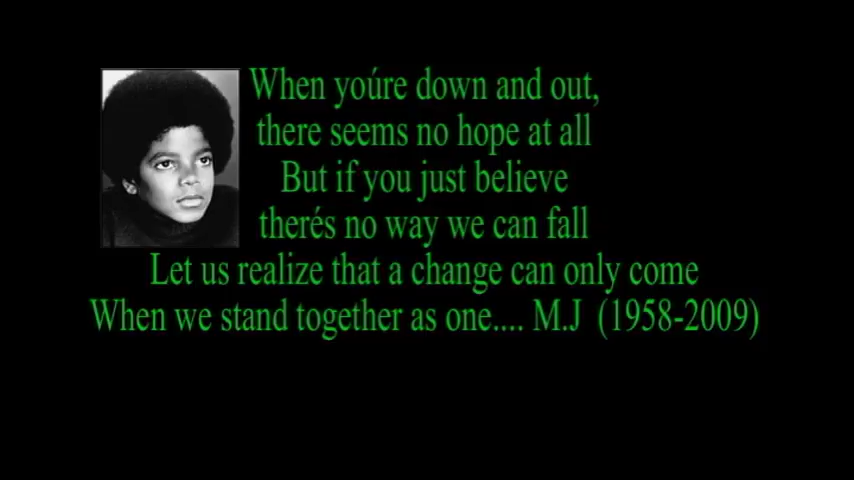 When yoúre down and out,
there seems no hope at all
But if you just believe
therés no way we can fall
Let us realize that a change can only come
When we stand together as one.... M.J (1958-2009)